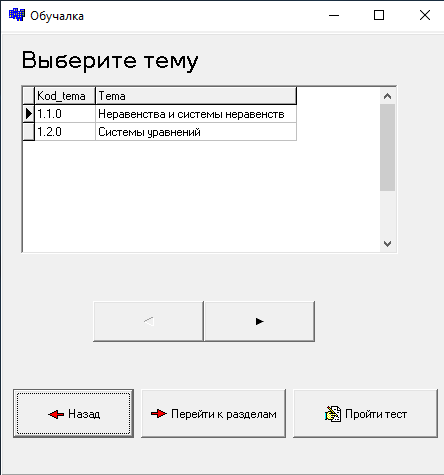 Обучалка
Выберите тему
Kod_tema Tema
1.1.0 Неравенства и системы неравенств
1.2.0 Системы уравнений
Назад Перейти к разделам Пройти тест